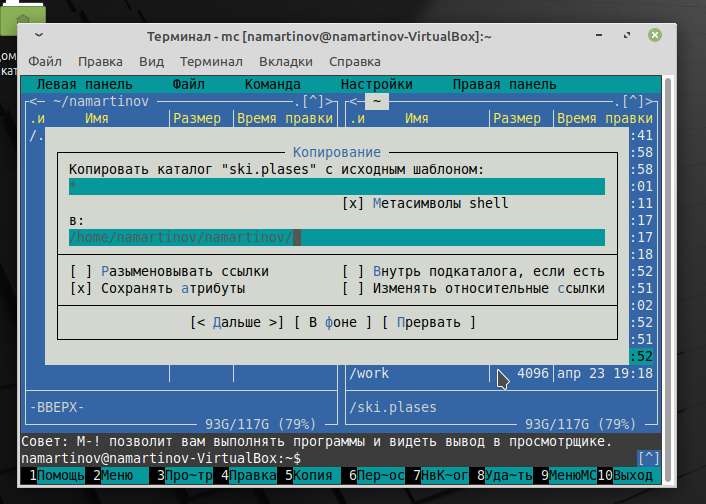 ом
кат
Терминал - mc [namartinov@namartinov-VirtualBox]:~
Файл Правка Вид Терминал Вкладки Справка
Левая панель Файл Команда Настройки Правая панель
<─ ~/namartinov .[^]> <─ ~ .[^]>
.и Имя Размер Время правки .и Имя Размер Время правки
/. :41
:58
Копирование :58
Копировать каталог "ski.plases" с исходным шаблоном:
* :01
[x] Метасимволы shell :11
в: :17
/home/namartinov/namartinov/ :17
:18
[ ] Разыменовывать ссылки [ ] Внутрь подкаталога, если есть :52
[x] Сохранять атрибуты [ ] Изменять относительные ссылки :51
:02
[< Дальше >] [ В фоне ] [ Прервать ] :52
:51
:52
/work 4096 апр 23 19:18
-ВВЕРХ- /ski.plases
93G/117G (79%) 93G/117G (79%)
Совет: M-! позволит вам выполнять программы и видеть вывод в просмотрщике.
namartinov@namartinov-VirtualBox:~$ [^]
1Помощь 2Меню 3Про~тр 4Правка 5Копия 6Пер~ос 7НвК~ог 8Уда~ть 9МенюMC 10Выход